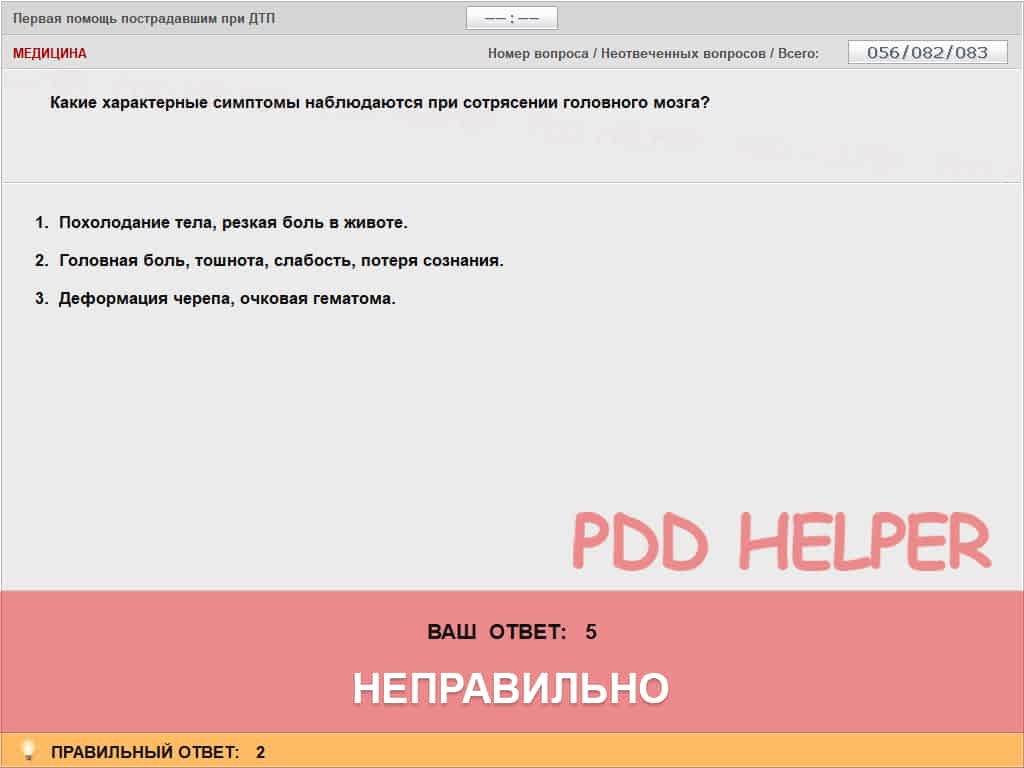 Первая помощь пострадавшим при ДТП
—— : ——
МЕДИЦИНА
Номер вопроса / Неотвеченных вопросов / Всего:
056/082/083
Какие характерные симптомы наблюдаются при сотрясении головного мозга?
1. Похолодание тела, резкая боль в животе.
2. Головная боль, тошнота, слабость, потеря сознания.
3. Деформация черепа, очковая гематома.
PDD HELPER
ВАШ ОТВЕТ: 5
НЕПРАВИЛЬНО
ПРАВИЛЬНЫЙ ОТВЕТ: 2